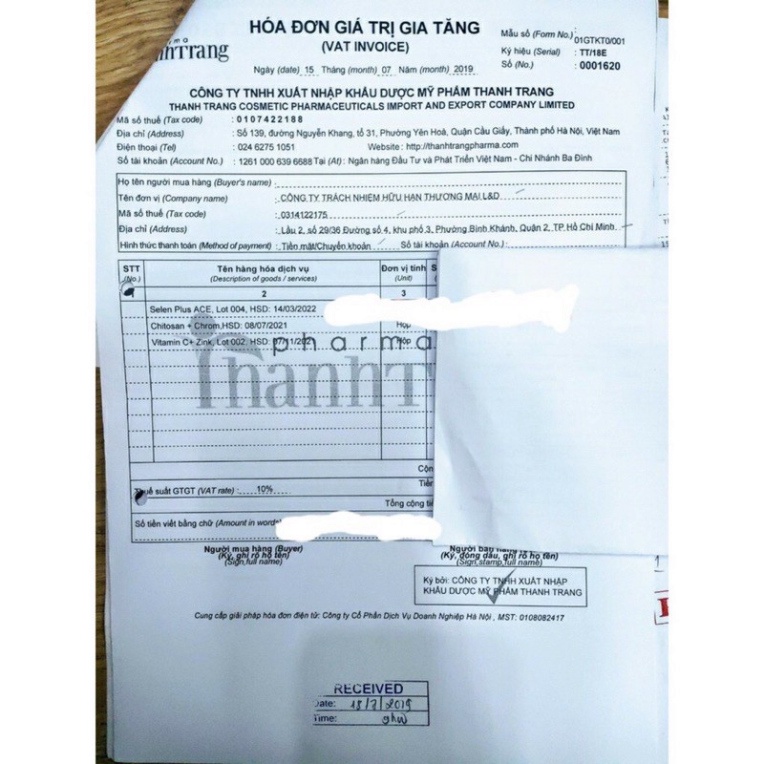 HÓA ĐƠN GIÁ TRỊ GIA TĂNG
(VAT INVOICE)
Ngày (date) 15 Tháng (month) 07 Năm (month) 2019
Mẫu số (Form No.) : 01GTKT0/001
Ký hiệu (Serial) : TT/18E
Số (No.) : 0001620
CÔNG TY TNHH XUẤT NHẬP KHẨU DƯỢC MỸ PHẨM THANH TRANG
THANH TRANG COSMETIC PHARMACEUTICALS IMPORT AND EXPORT COMPANY LIMITED
Mã số thuế (Tax code) : 0107422188
Địa chỉ (Address) : Số 139, đường Nguyễn Khang, tổ 31, Phường Yên Hoà, Quận Cầu Giấy, Thành phố Hà Nội, Việt Nam
Điện thoại (Tel) : 024 6275 1051 Website : http://thanhtrangpharma.com
Số tài khoản (Account No.) : 1261 000 639 6688 Tại (At) : Ngân hàng Đầu Tư và Phát Triển Việt Nam - Chi Nhánh Ba Đình
Họ tên người mua hàng (Buyer's name) :
Tên đơn vị (Company name) : CÔNG TY TRÁCH NHIỆM HỮU HẠN THƯƠNG MẠI L&D
Mã số thuế (Tax code) : 0314122175
Địa chỉ (Address) : Lầu 2, số 29/36 Đường số 4, khu phố 3, Phường Bình Khánh, Quận 2, TP Hồ Chí Minh
Hình thức thanh toán (Method of payment) : Tiền mặt/Chuyển khoản Số tài khoản (Account No.) :
STT Tên hàng hóa dịch vụ Đơn vị tính S
(No.) (Description of goods / services) (Unit)
2 3
Selen Plus ACE, Lot 004, HSD: 14/03/2022
Chitosan + Chrom, HSD: 08/07/2021 Hộp
Vitamin C+ Zink, Lot 002, HSD: 07/11/202 Hộp
pharma
ThanhT
Cộn
Thuế suất GTGT (VAT rate) : 10% Tiền
Tổng cộng ti
Số tiền viết bằng chữ (Amount in words
Người mua hàng (Buyer)
(Ký, ghi rõ họ tên)
(Sign,full name)
Người bán
(Ký, đóng dấu, ghi rõ họ tên)
(Sign,stamp,full name)
Ký bởi: CÔNG TY TNHH XUẤT NHẬP
KHẨU DƯỢC MỸ PHẨM THANH TRANG
Cung cấp giải pháp hóa đơn điện tử: Công ty Cổ Phần Dịch Vụ Doanh Nghiệp Hà Nội , MST: 0108082417
RECEIVED
Date: 18/7/2019
Time: